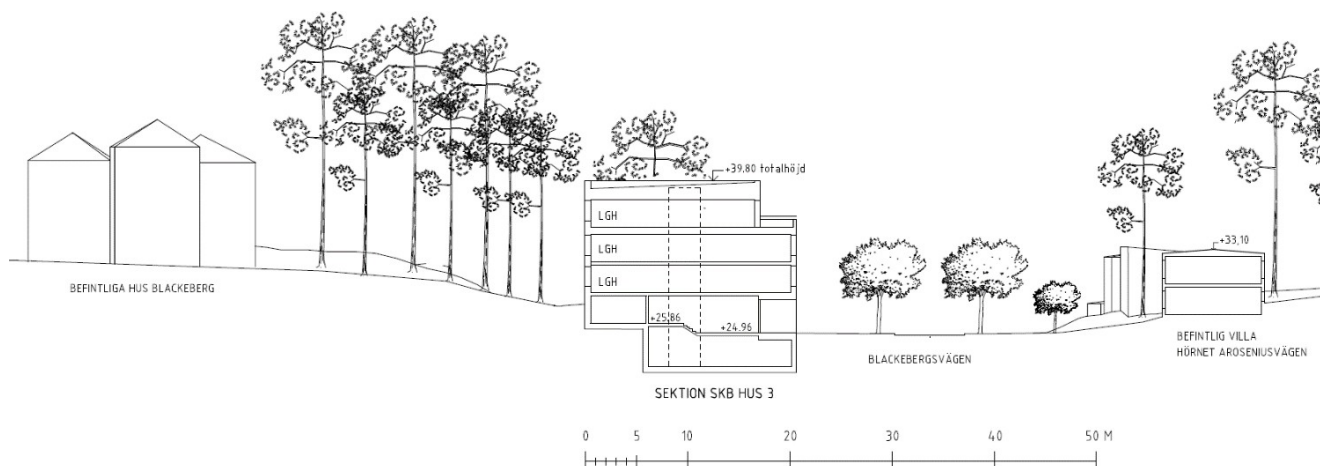 +39,80 totalhöjd
LGH
LGH
LGH
+33,10
+25,86
+24,96
BEFINTLIGA HUS BLACKEBERG
BLACKEBERGSVÄGEN
BEFINTLIG VILLA
HÖRNET AROSENIUSVÄGEN
SEKTION SKB HUS 3
0 5 10 20 30 40 50 M